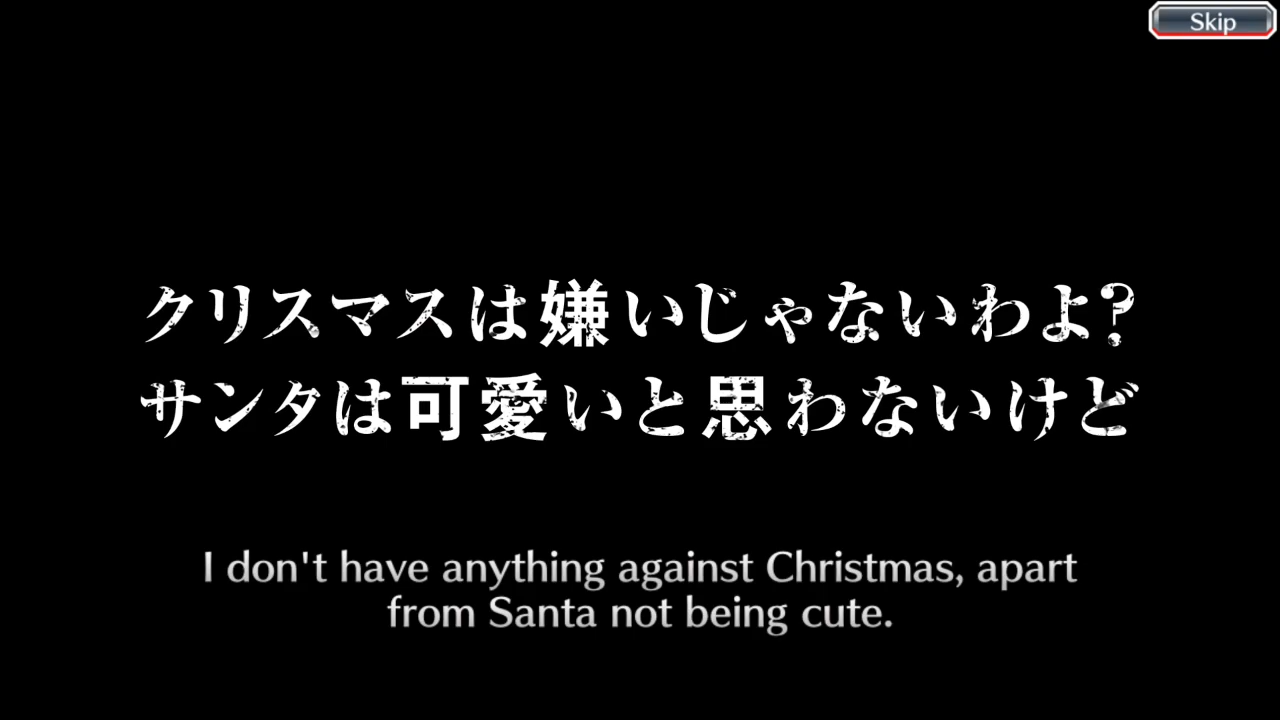 Skip
クリスマスは嫌いじゃないわよ?
サンタは可愛いと思わないけど
I don't have anything against Christmas, apart
from Santa not being cute.